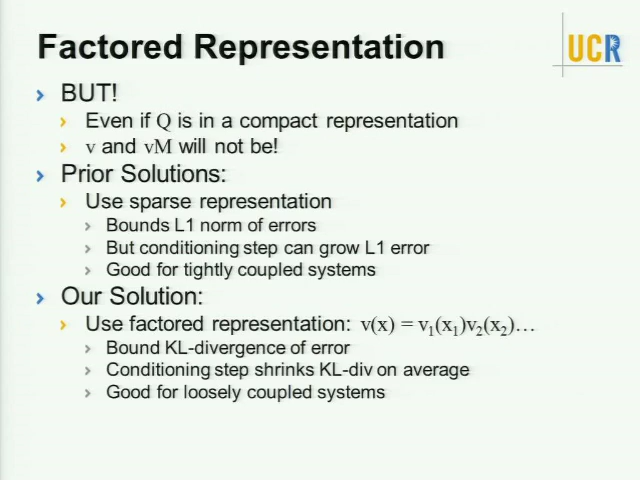 Factored Representation
UCR
BUT!
Even if Q is in a compact representation
v and vM will not be!
Prior Solutions:
Use sparse representation
Bounds L1 norm of errors
But conditioning step can grow L1 error
Good for tightly coupled systems
Our Solution:
Use factored representation: v(x) = v₁(x₁)v₂(x₂)…
Bound KL-divergence of error
Conditioning step shrinks KL-div on average
Good for loosely coupled systems